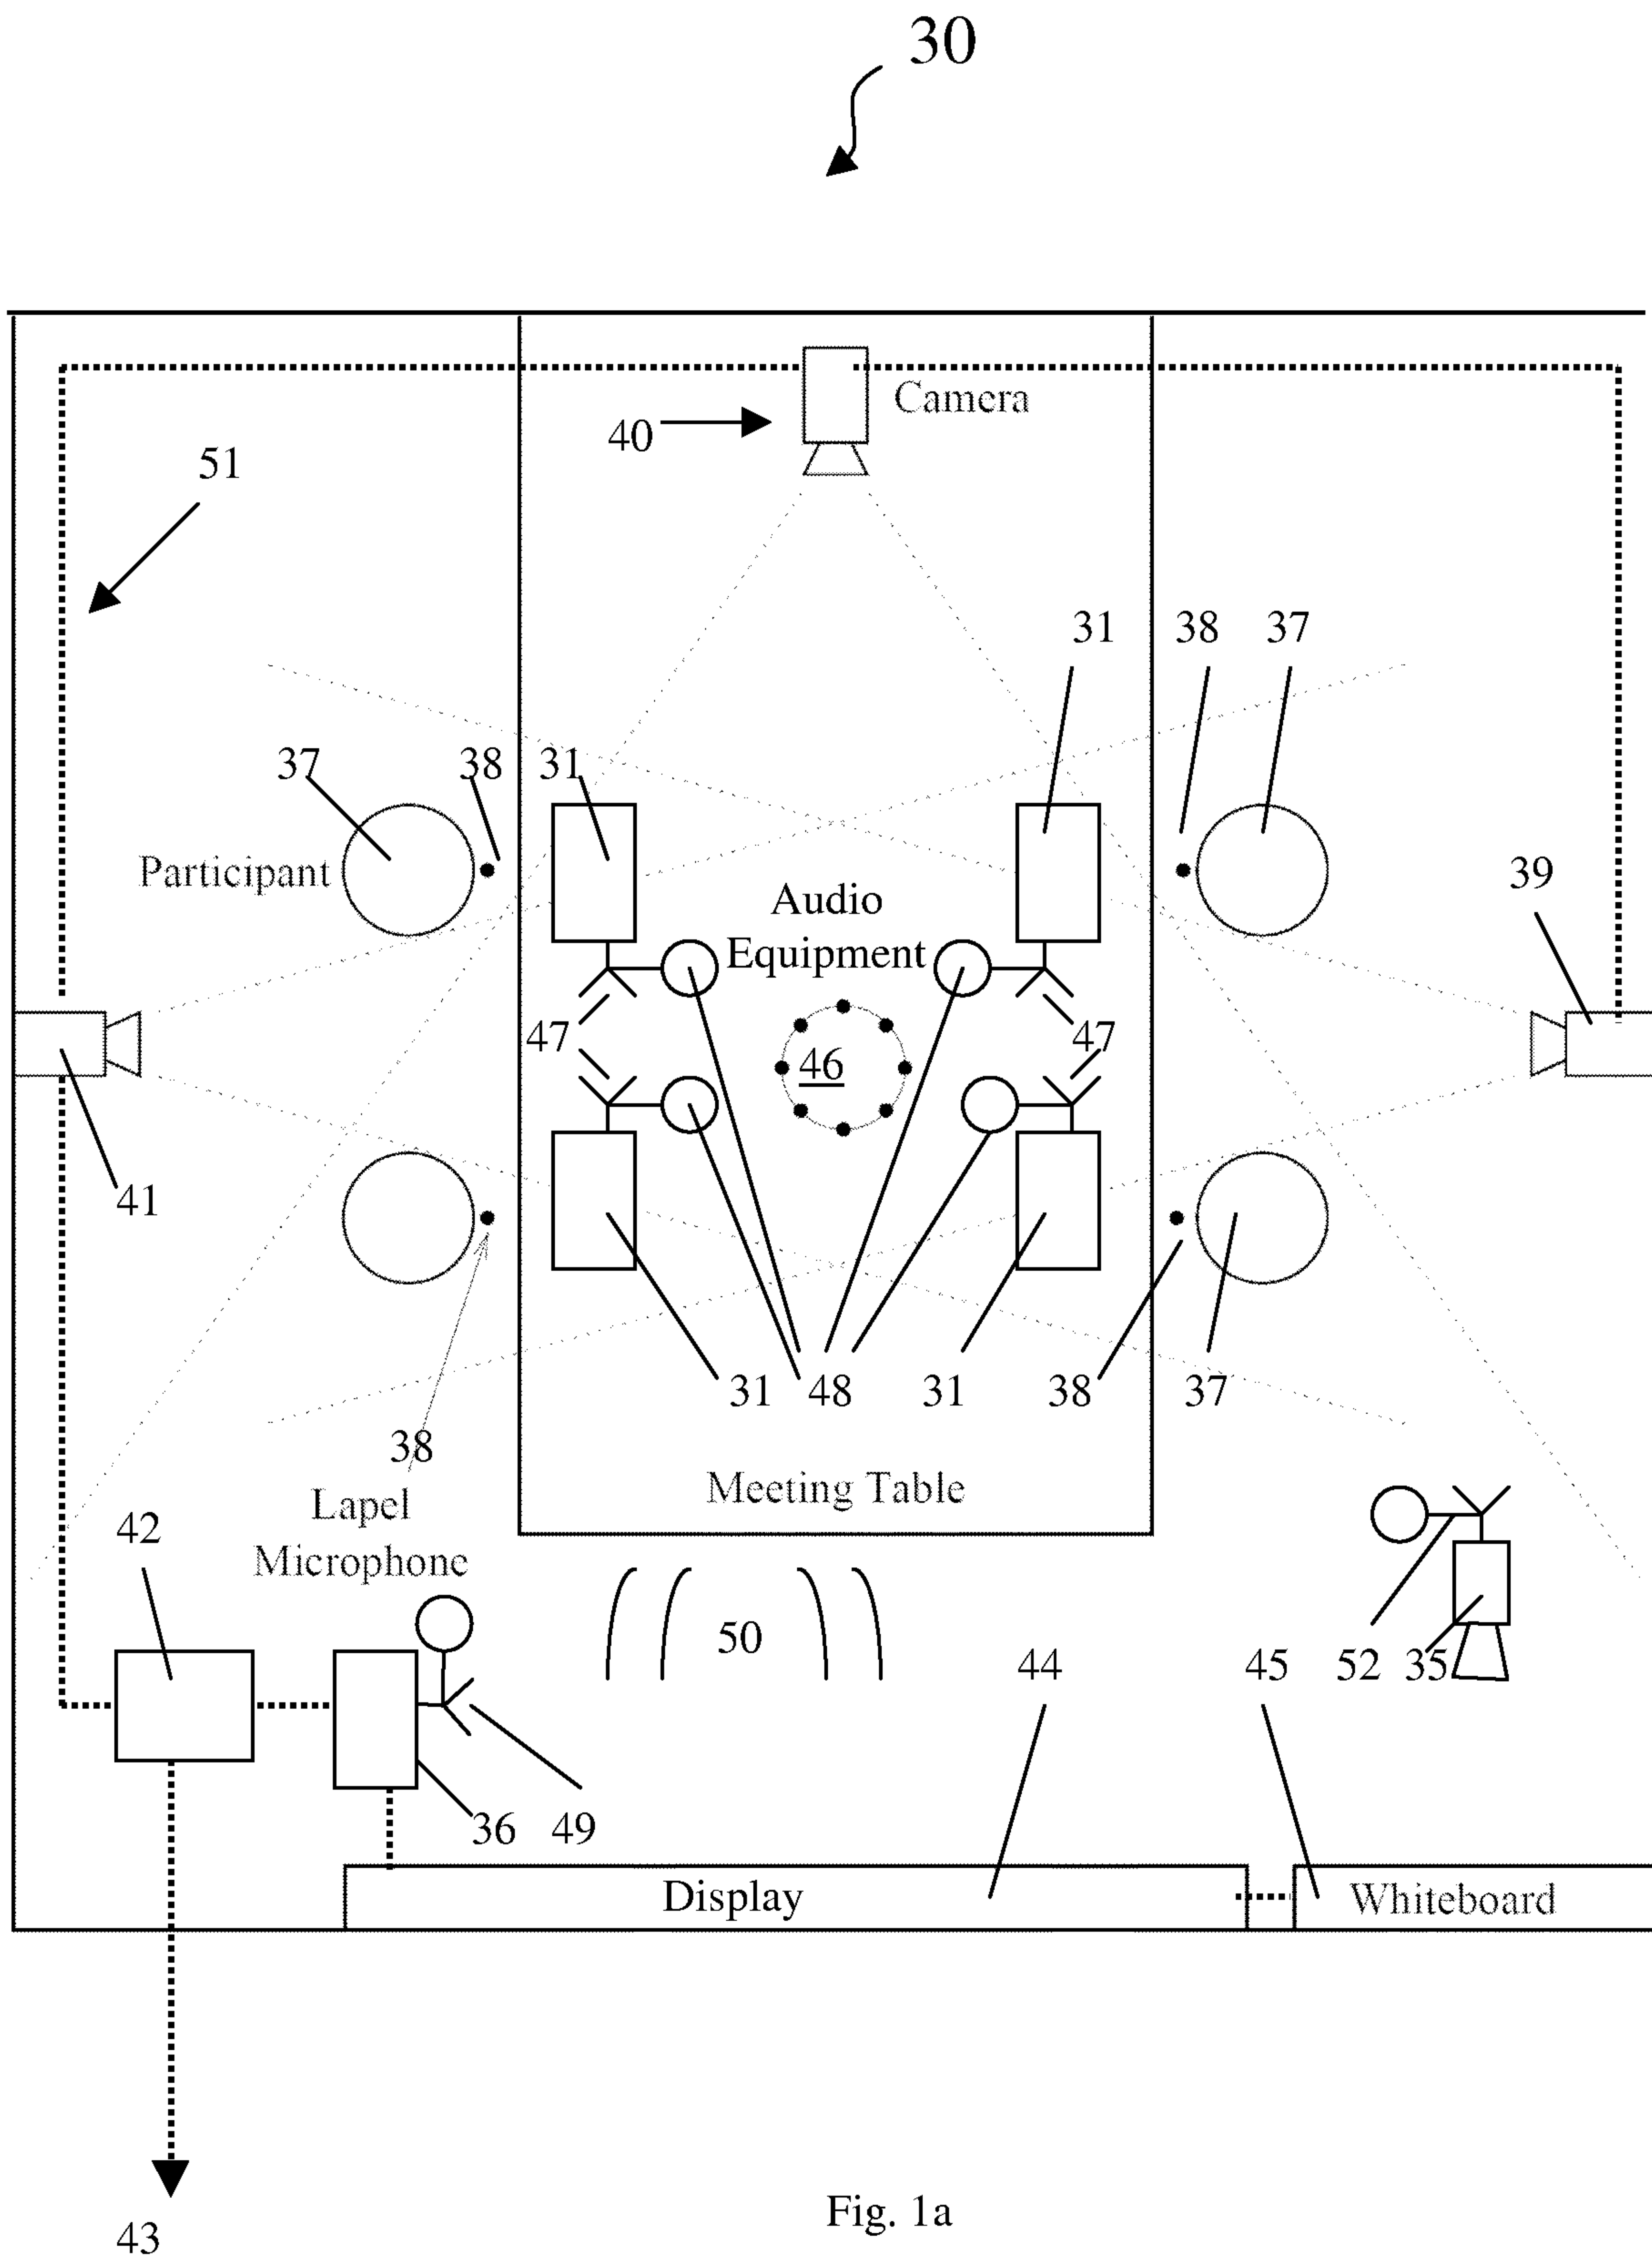 30
Camera
40
51
31 38 37
37 38 31
39
Participant
Audio
Equipment
47 46 47
41
31 48 31 38 37
38
Meeting Table
Lapel
Microphone
42
50 44 45 52 35
36 49
Display Whiteboard
43
Fig. 1a